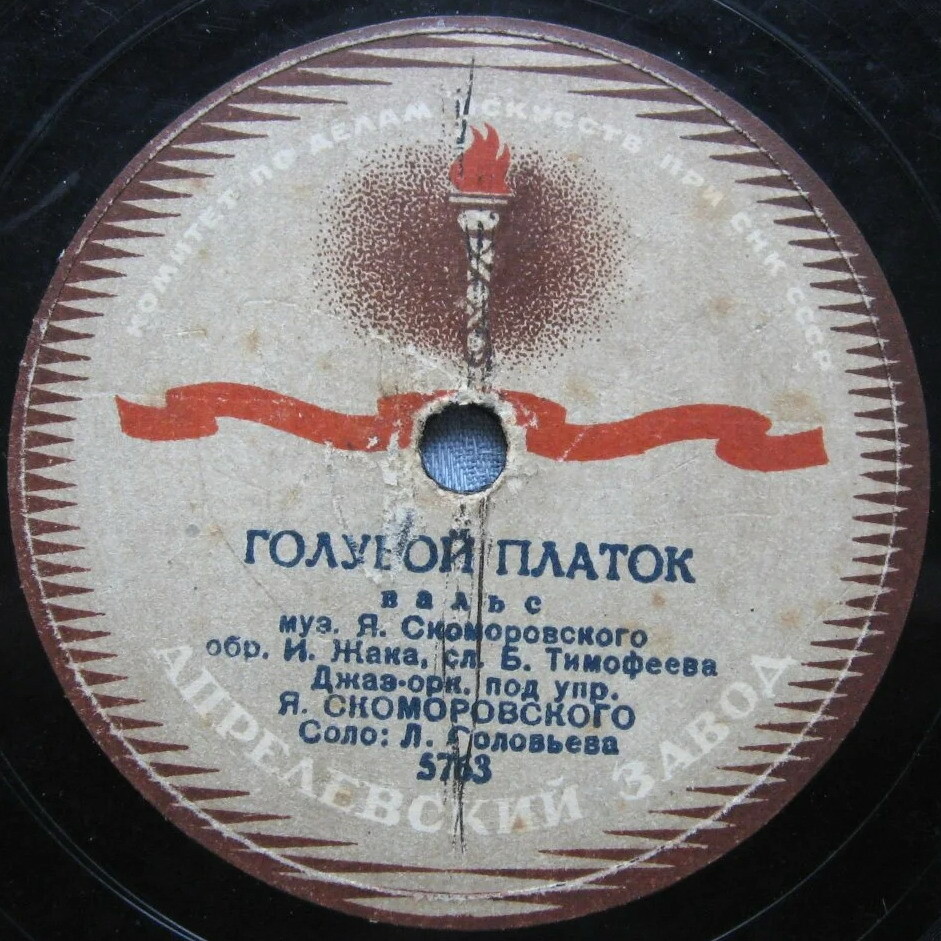 КОМИТЕТ ПО ДЕЛАМ ИСКУССТВ ПРИ СНК СССР
ГОЛУБОЙ ПЛАТОК
вальс
муз. Я. Скоморовского
обр. И. Жака, сл. Б. Тимофеева
Джаз-орк. под упр.
Я. СКОМОРОВСКОГО
Соло: Л. Соловьева
5763
АПРЕЛЕВСКИЙ ЗАВОД